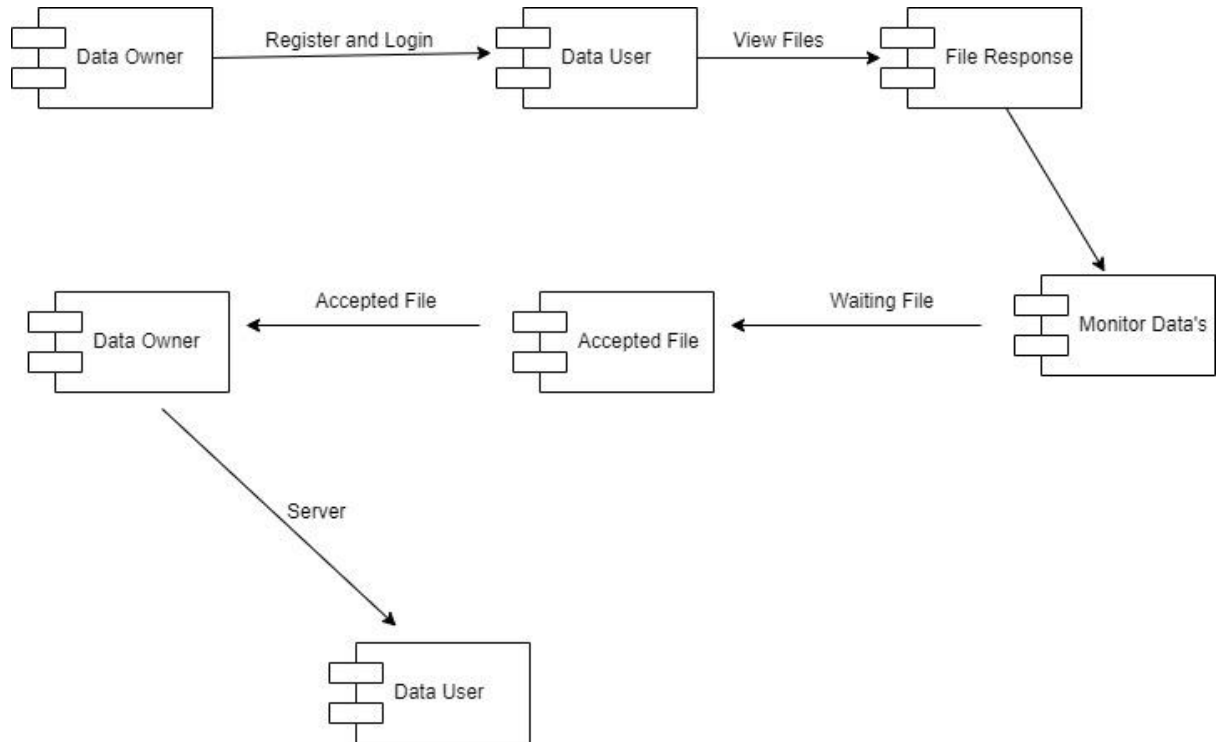 Data Owner
Register and Login
Data User
View Files
File Response
Accepted File
Waiting File
Monitor Data's
Data Owner
Accepted File
Server
Data User